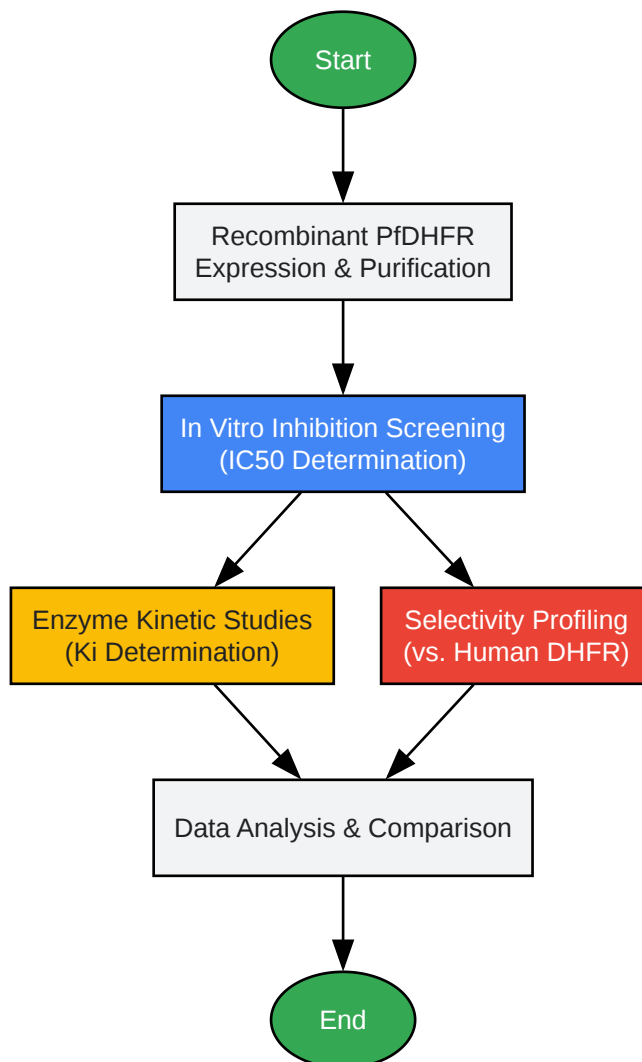 Start
Recombinant PfDHFR
Expression & Purification
In Vitro Inhibition Screening
(IC50 Determination)
Enzyme Kinetic Studies
(Ki Determination)
Selectivity Profiling
(vs. Human DHFR)
Data Analysis & Comparison
End